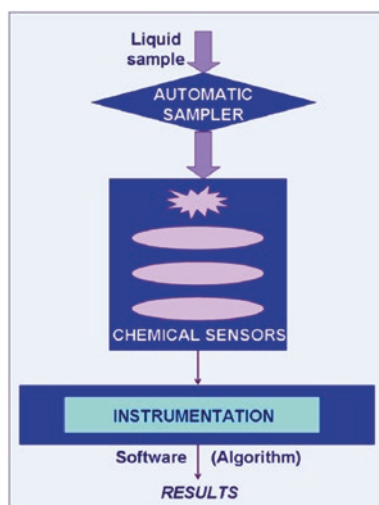 Liquid
sample
AUTOMATIC
SAMPLER
CHEMICAL SENSORS
INSTRUMENTATION
Software (Algorithm)
RESULTS